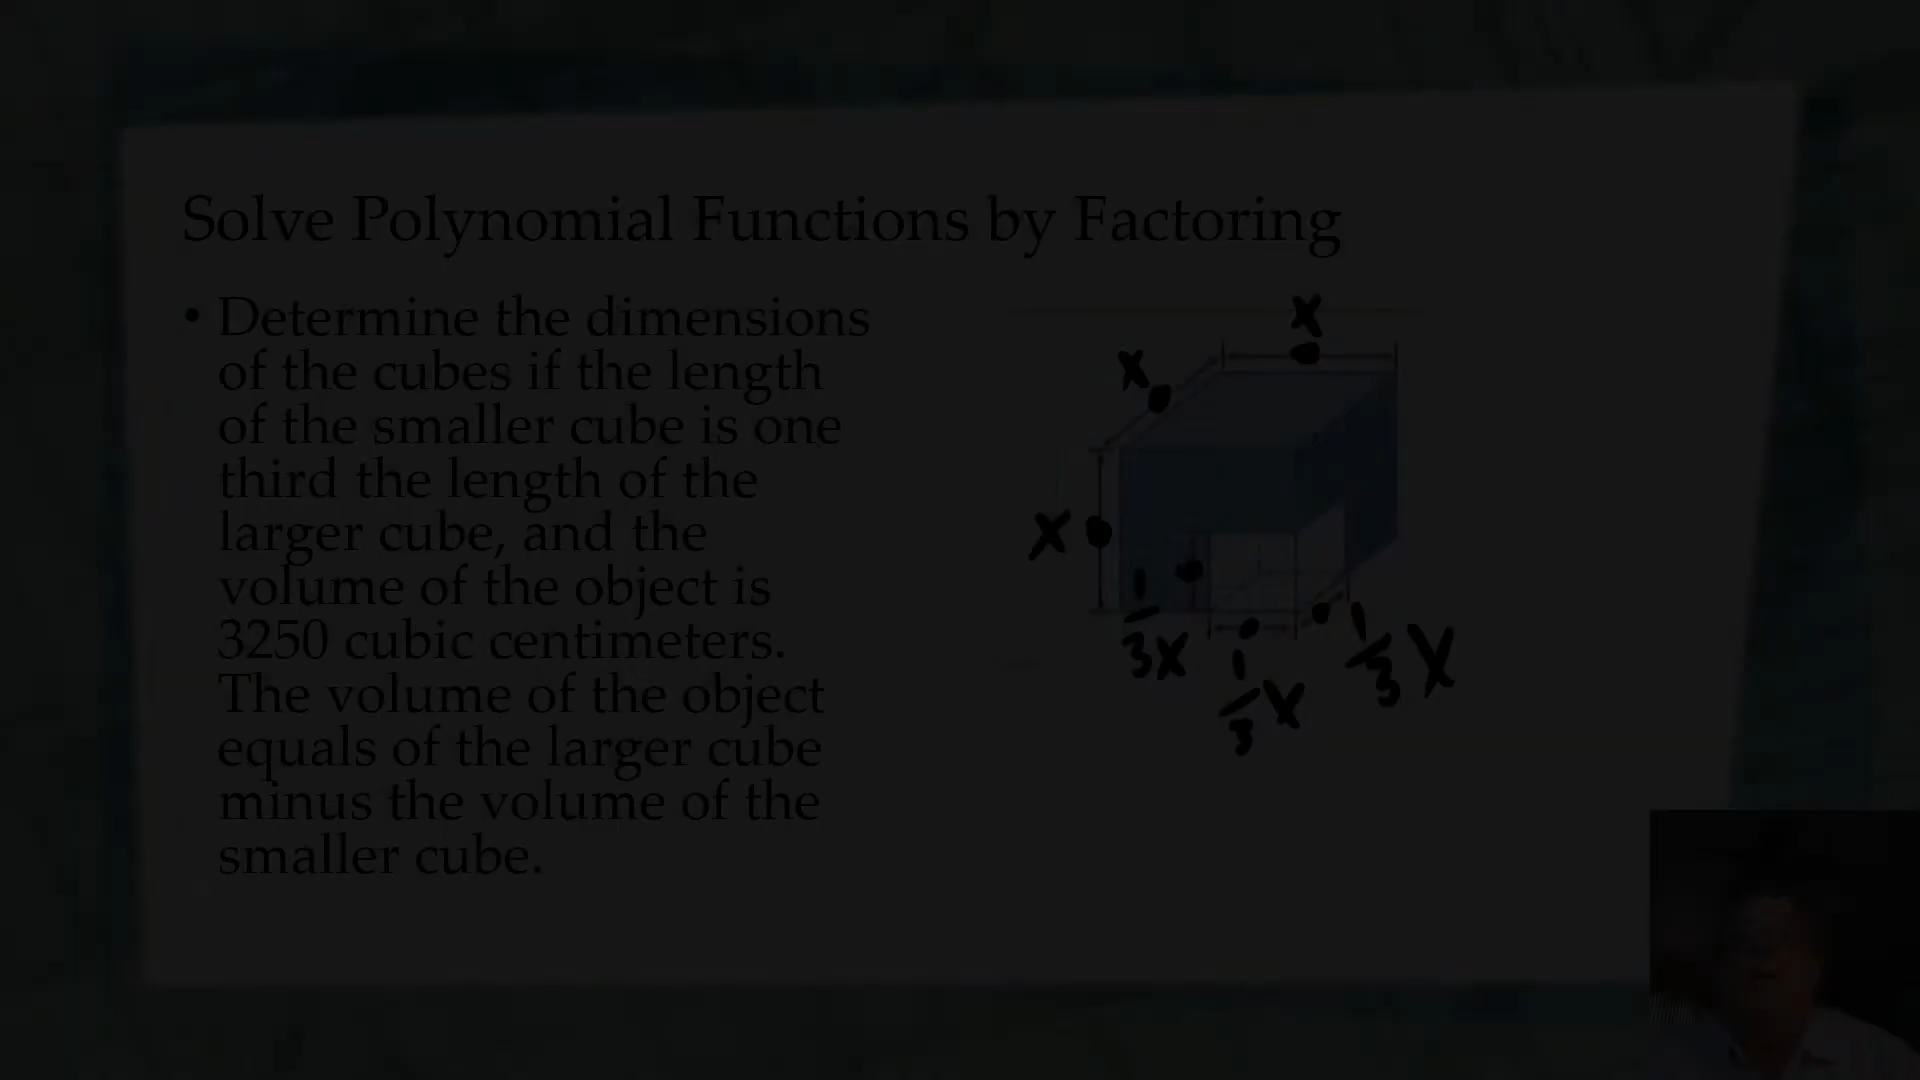 Solve Polynomial Functions by Factoring
• Determine the dimensions
of the cubes if the length
of the smaller cube is one
third the length of the
larger cube, and the
volume of the object is
3250 cubic centimeters.
The volume of the object
equals of the larger cube
minus the volume of the
smaller cube.
x
x
x
1/3 x
1/3 x
1/3 x